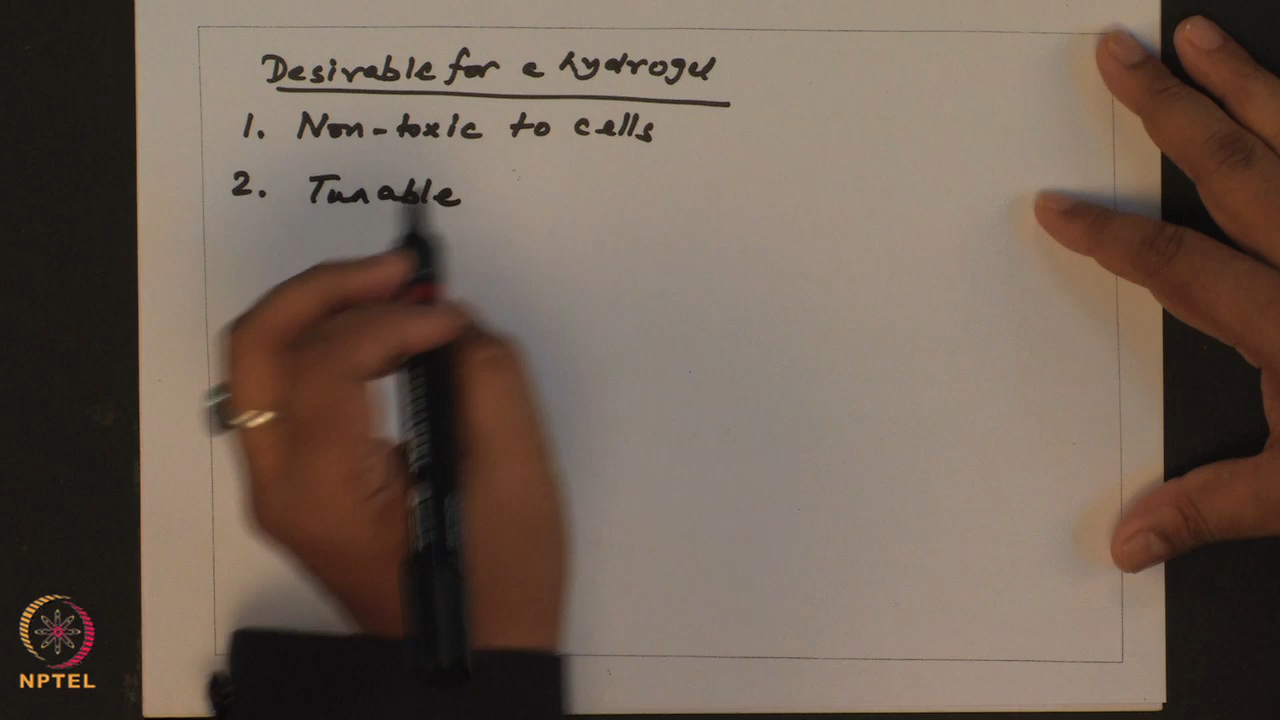 Desirable for a hydrogel
1. Non-toxic to cells
2. Tunable
NPTEL